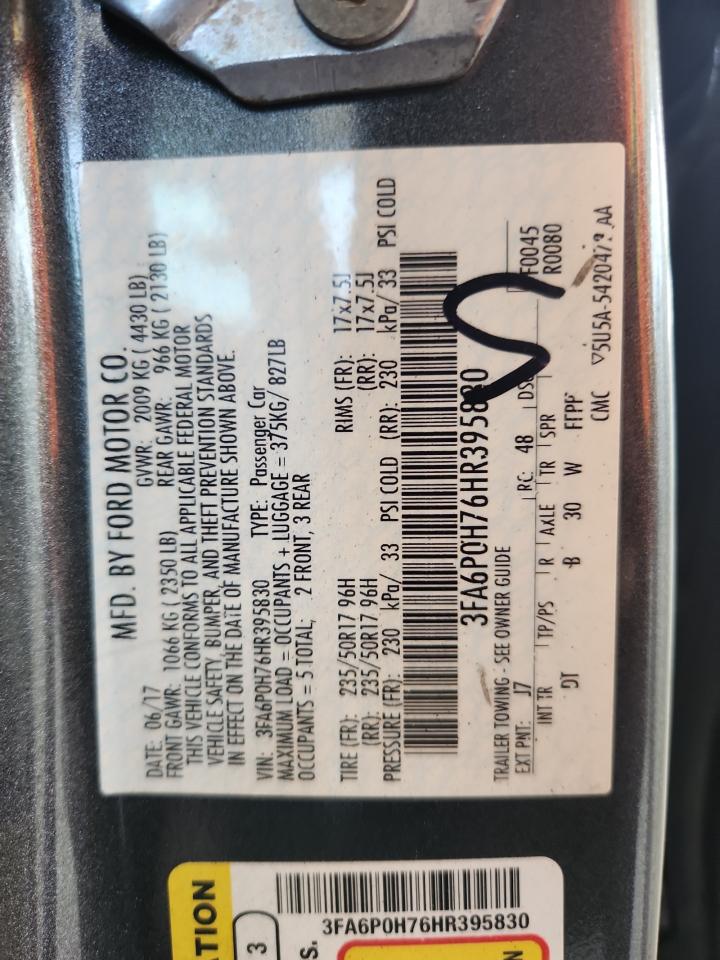 MFD. BY FORD MOTOR CO.
DATE: 06/17 GVWR: 2009 KG ( 4430 LB)
FRONT GAWR: 1066 KG ( 2350 LB) REAR GAWR: 966 KG ( 2130 LB)
THIS VEHICLE CONFORMS TO ALL APPLICABLE FEDERAL MOTOR
VEHICLE SAFETY, BUMPER, AND THEFT PREVENTION STANDARDS
IN EFFECT ON THE DATE OF MANUFACTURE SHOWN ABOVE.
VIN: 3FA6P0H76HR395830 TYPE: Passenger Car
MAXIMUM LOAD = OCCUPANTS + LUGGAGE = 375KG/ 827LB
OCCUPANTS = 5 TOTAL; 2 FRONT, 3 REAR
TIRE (FR): 235/50R17 96H RIMS (FR): 17x7.5J
(RR): 235/50R17 96H (RR): 17x7.5J
PRESSURE (FR): 230 kPa/ 33 PSI COLD (RR): 230 kPa/ 33 PSI COLD
3FA6P0H76HR395830
TRAILER TOWING - SEE OWNER GUIDE
EXT PNT: J7 RC: 48 DSO: F0045
R0080
INT TR TP/PS R AXLE TR SPR
DT B 30 W FFPP
CMC AA
ATION
3
S.
3FA6P0H76HR395830
N